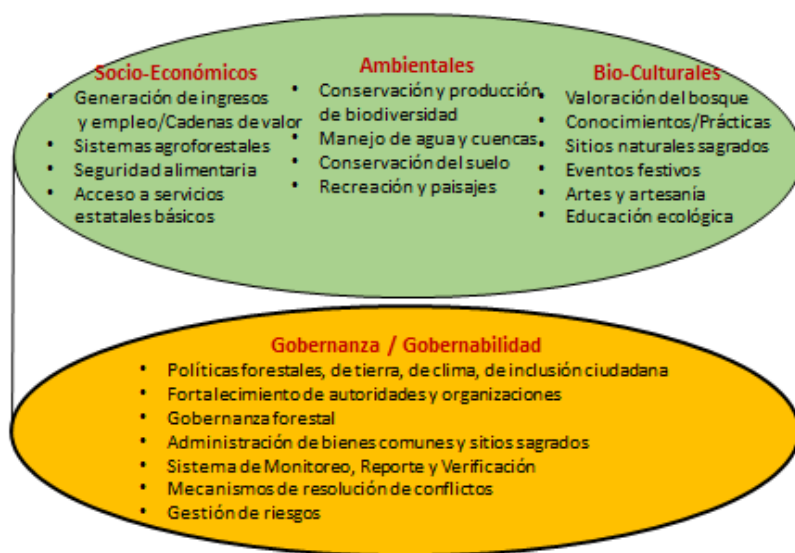 Socio-Económicos
• Generación de ingresos
y empleo/Cadenas de valor
• Sistemas agroforestales
• Seguridad alimentaria
• Acceso a servicios
estatales básicos
Ambientales
• Conservación y producción
de biodiversidad
• Manejo de agua y cuencas
• Conservación del suelo
• Recreación y paisajes
Bio-Culturales
• Valoración del bosque
• Conocimientos/Prácticas
• Sitios naturales sagrados
• Eventos festivos
• Artes y artesanía
• Educación ecológica
Gobernanza / Gobernabilidad
• Políticas forestales, de tierra, de clima, de inclusión ciudadana
• Fortalecimiento de autoridades y organizaciones
• Gobernanza forestal
• Administración de bienes comunes y sitios sagrados
• Sistema de Monitoreo, Reporte y Verificación
• Mecanismos de resolución de conflictos
• Gestión de riesgos